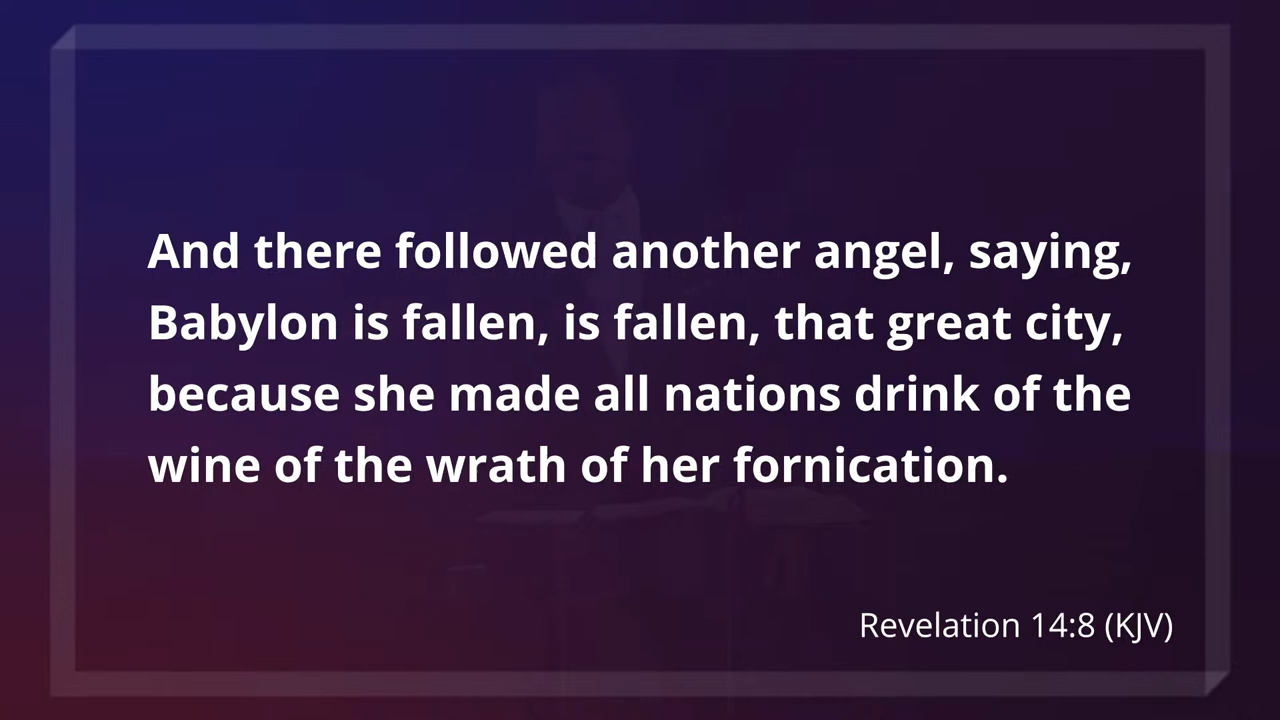 And there followed another angel, saying,
Babylon is fallen, is fallen, that great city,
because she made all nations drink of the
wine of the wrath of her fornication.
Revelation 14:8 (KJV)